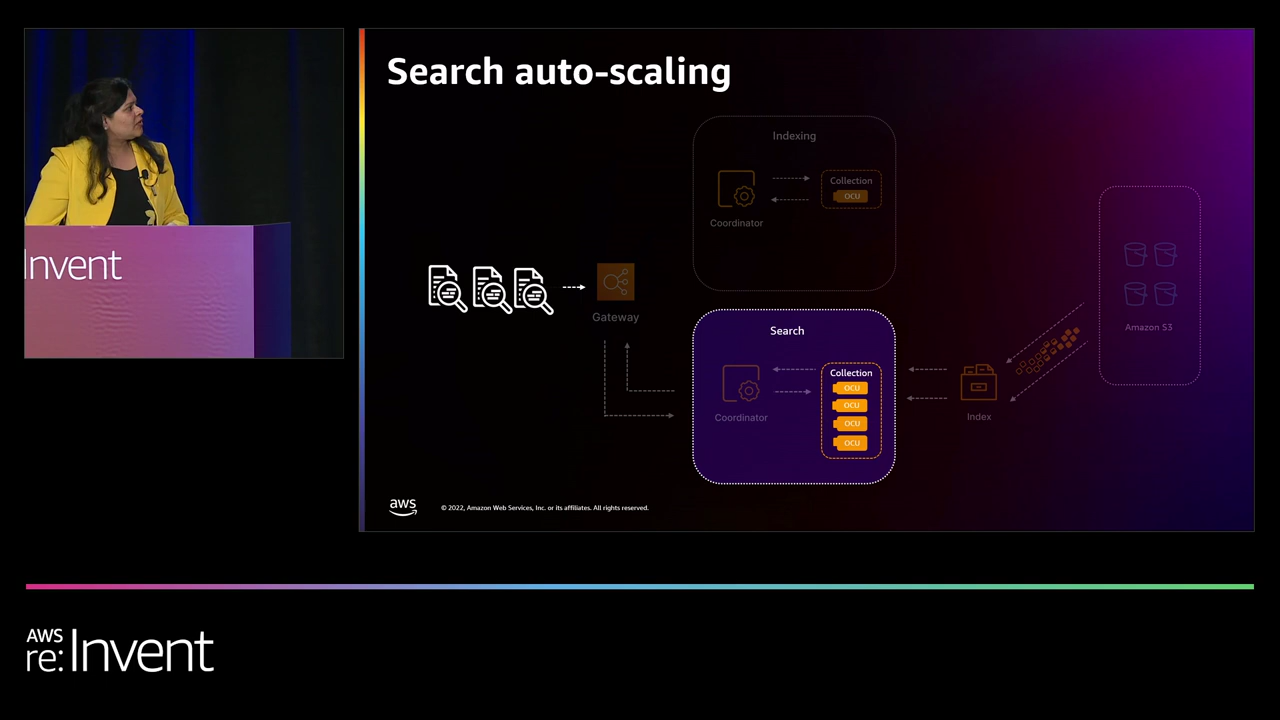 Search auto-scaling
Indexing
Coordinator
Collection
OCU
Gateway
Search
Coordinator
Collection
OCU
OCU
OCU
OCU
Index
Amazon S3
aws
© 2022, Amazon Web Services, Inc. or its affiliates. All rights reserved.
Invent
AWS
re:Invent